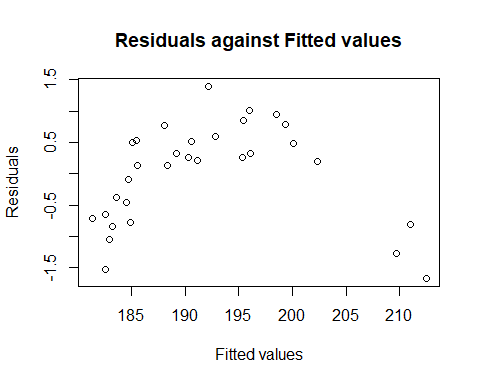 Residuals against Fitted values
Residuals
1.5
0.5
-0.5
-1.5
185 190 195 200 205 210
Fitted values